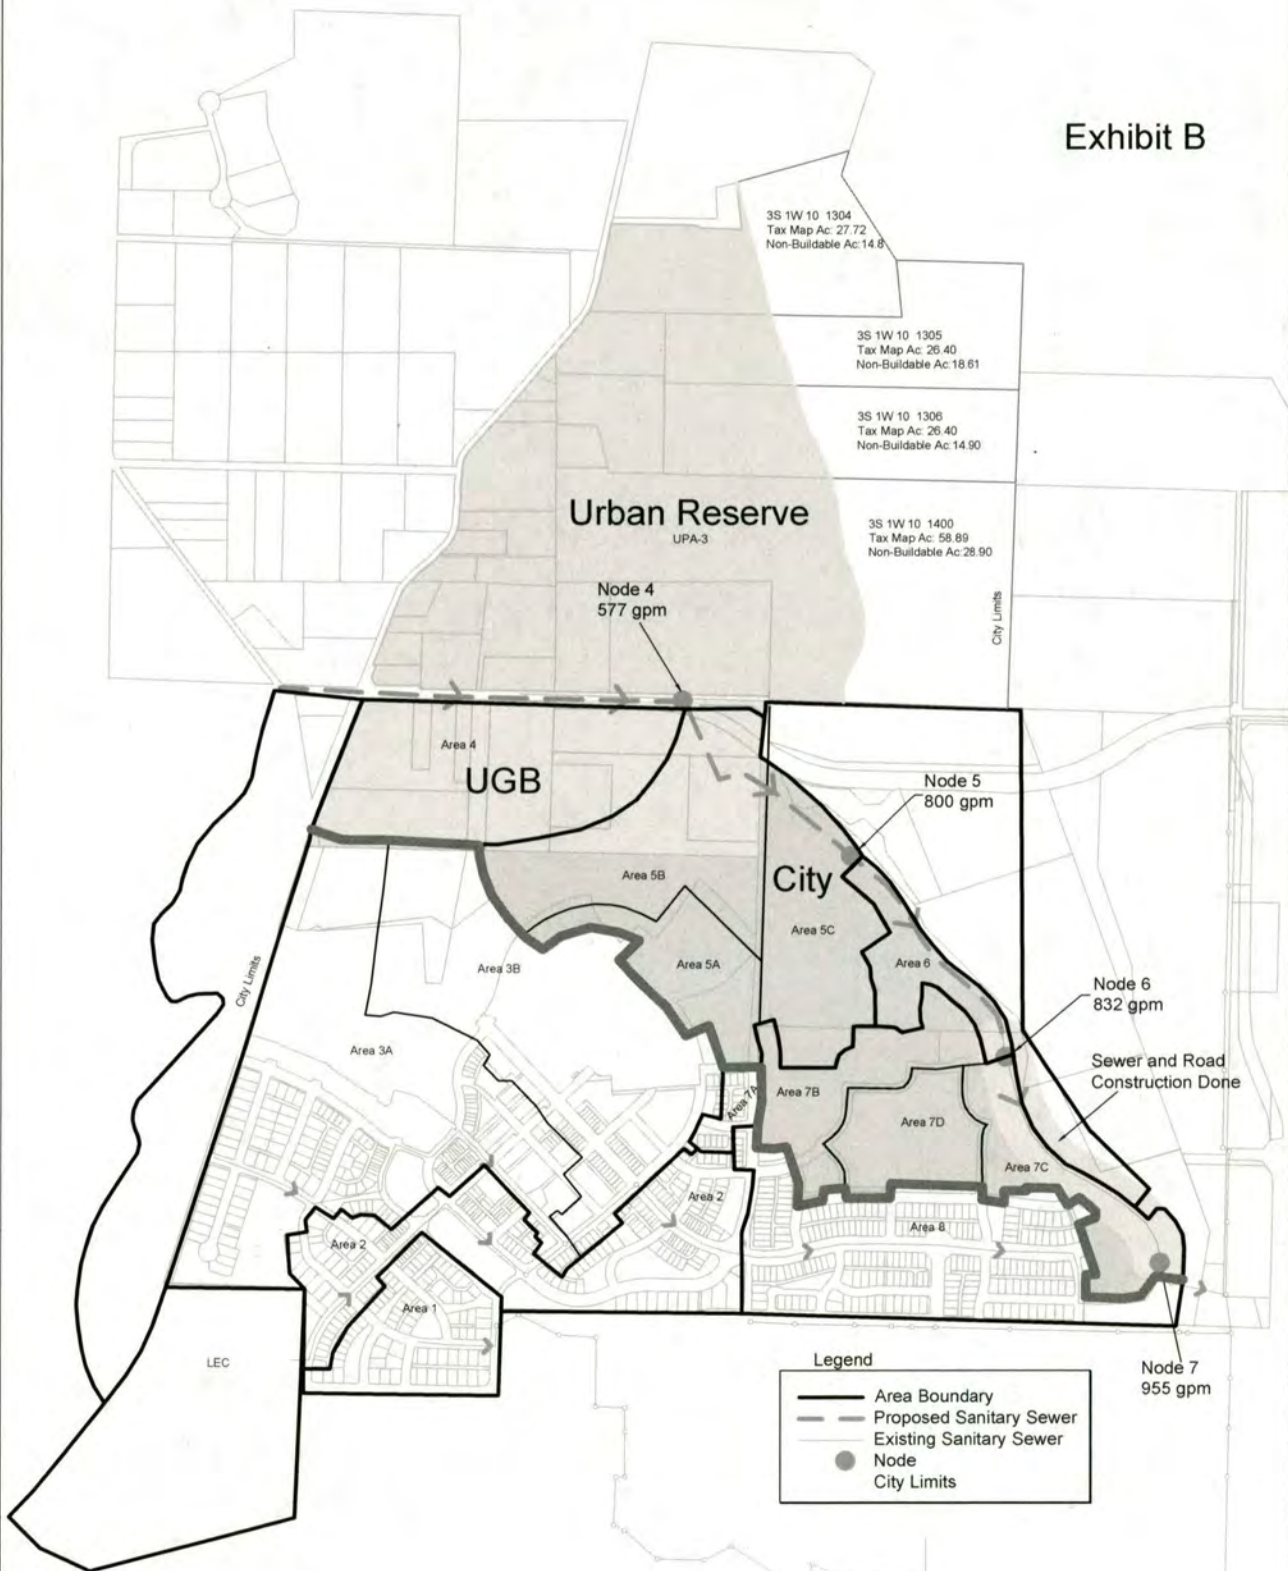 Exhibit B
3S 1W 10 1304
Tax Map Ac: 27.72
Non-Buildable Ac:14.8
3S 1W 10 1305
Tax Map Ac: 26.40
Non-Buildable Ac:18.61
3S 1W 10 1306
Tax Map Ac: 26.40
Non-Buildable Ac:14.90
Urban Reserve
UPA-3
3S 1W 10 1400
Tax Map Ac: 58.89
Non-Buildable Ac:28.90
Node 4
577 gpm
City Limits
Area 4
UGB
Node 5
800 gpm
Area 5B
City
Area 5C
Area 3B
Area 5A
Area 6
City Limits
Node 6
832 gpm
Area 3A
Sewer and Road
Construction Done
Area 7A
Area 7B
Area 7D
Area 7C
Area 2
Area 8
Area 2
Area 1
LEC
Node 7
955 gpm
Legend
Area Boundary
Proposed Sanitary Sewer
Existing Sanitary Sewer
Node
City Limits